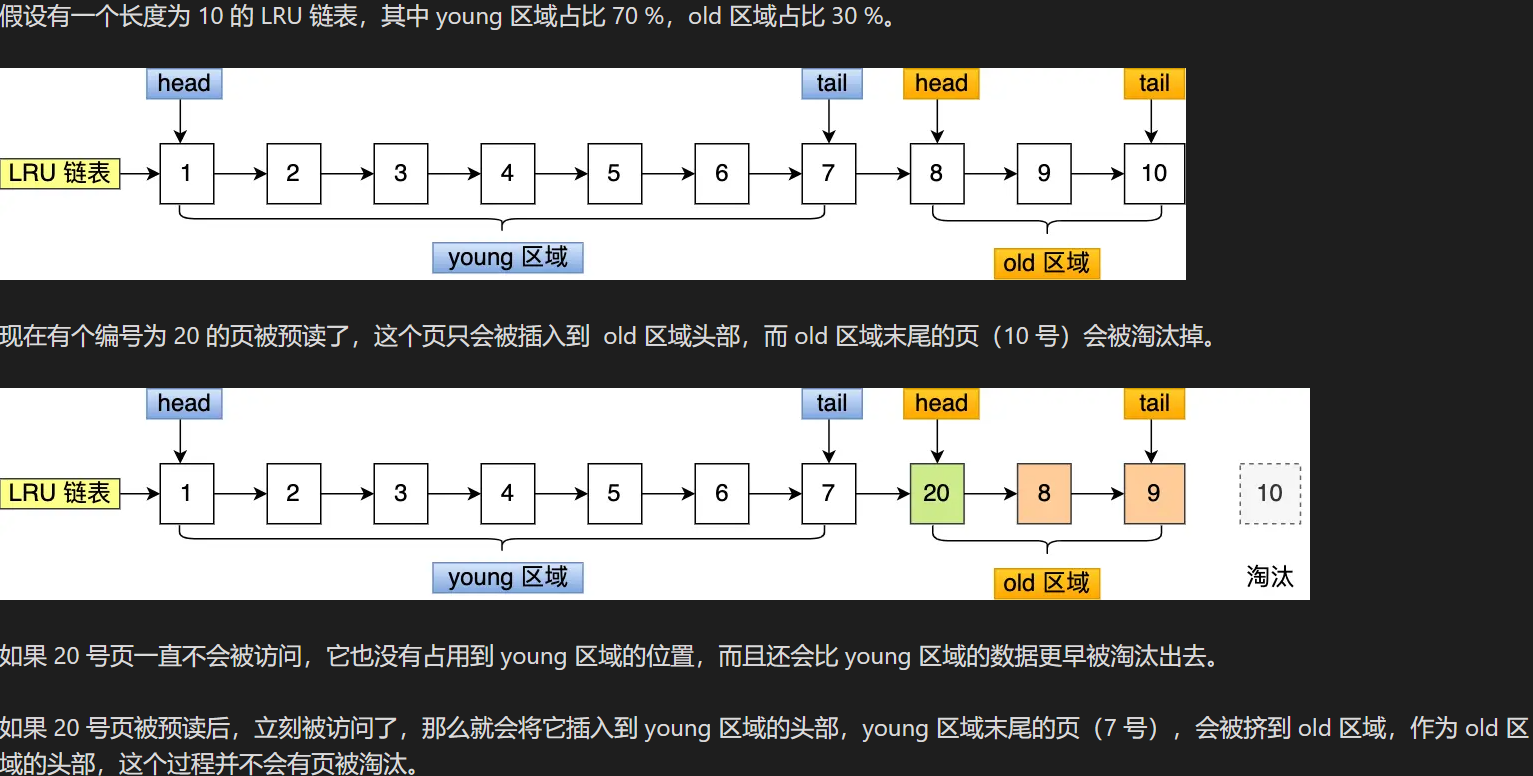 假设有一个长度为 10 的 LRU 链表，其中 young 区域占比 70 %，old 区域占比 30 %。
head tail head tail
LRU 链表 1 2 3 4 5 6 7 8 9 10
young 区域 old 区域
现在有个编号为 20 的页被预读了，这个页只会被插入到 old 区域头部，而 old 区域末尾的页（10 号）会被淘汰掉。
head tail head tail
LRU 链表 1 2 3 4 5 6 7 20 8 9 10
young 区域 old 区域 淘汰
如果 20 号页一直不会被访问，它也没有占用到 young 区域的位置，而且还会比 young 区域的数据更早被淘汰出去。
如果 20 号页被预读后，立刻被访问了，那么就会将它插入到 young 区域的头部，young 区域末尾的页（7 号），会被挤到 old 区域，作为 old 区
域的头部，这个过程并不会有页被淘汰。